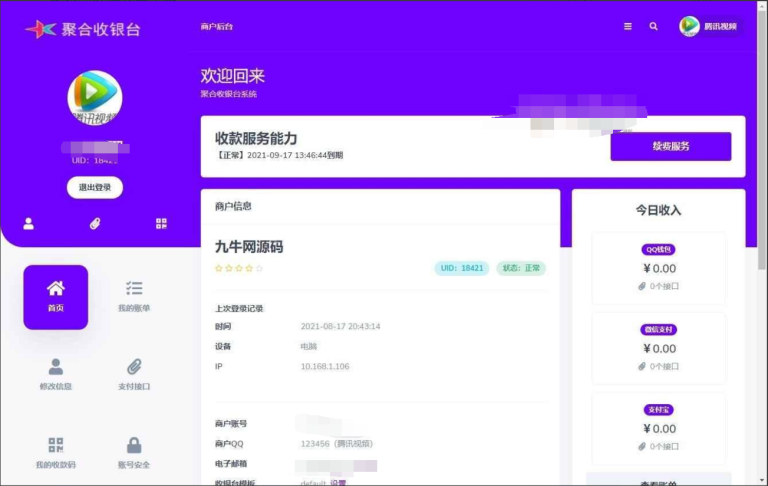 聚合收银台
商户后台
腾讯视频
欢迎回来
聚合收银台系统
腾讯视频
UID: 18421
退出登录
收款服务能力
【正常】2021-09-17 13:46:44到期
续费服务
首页
我的账单
修改信息
支付接口
我的收款码
账号安全
商户信息
九牛网源码
UID: 18421
状态: 正常
上次登录记录
时间 2021-08-17 20:43:14
设备 电脑
IP 10.168.1.106
商户账号
商户QQ 123456（腾讯视频）
电子邮箱
收银台模板 default 设置
今日收入
QQ钱包
¥ 0.00
0个接口
微信支付
¥ 0.00
0个接口
支付宝
¥ 0.00
0个接口
查看账单